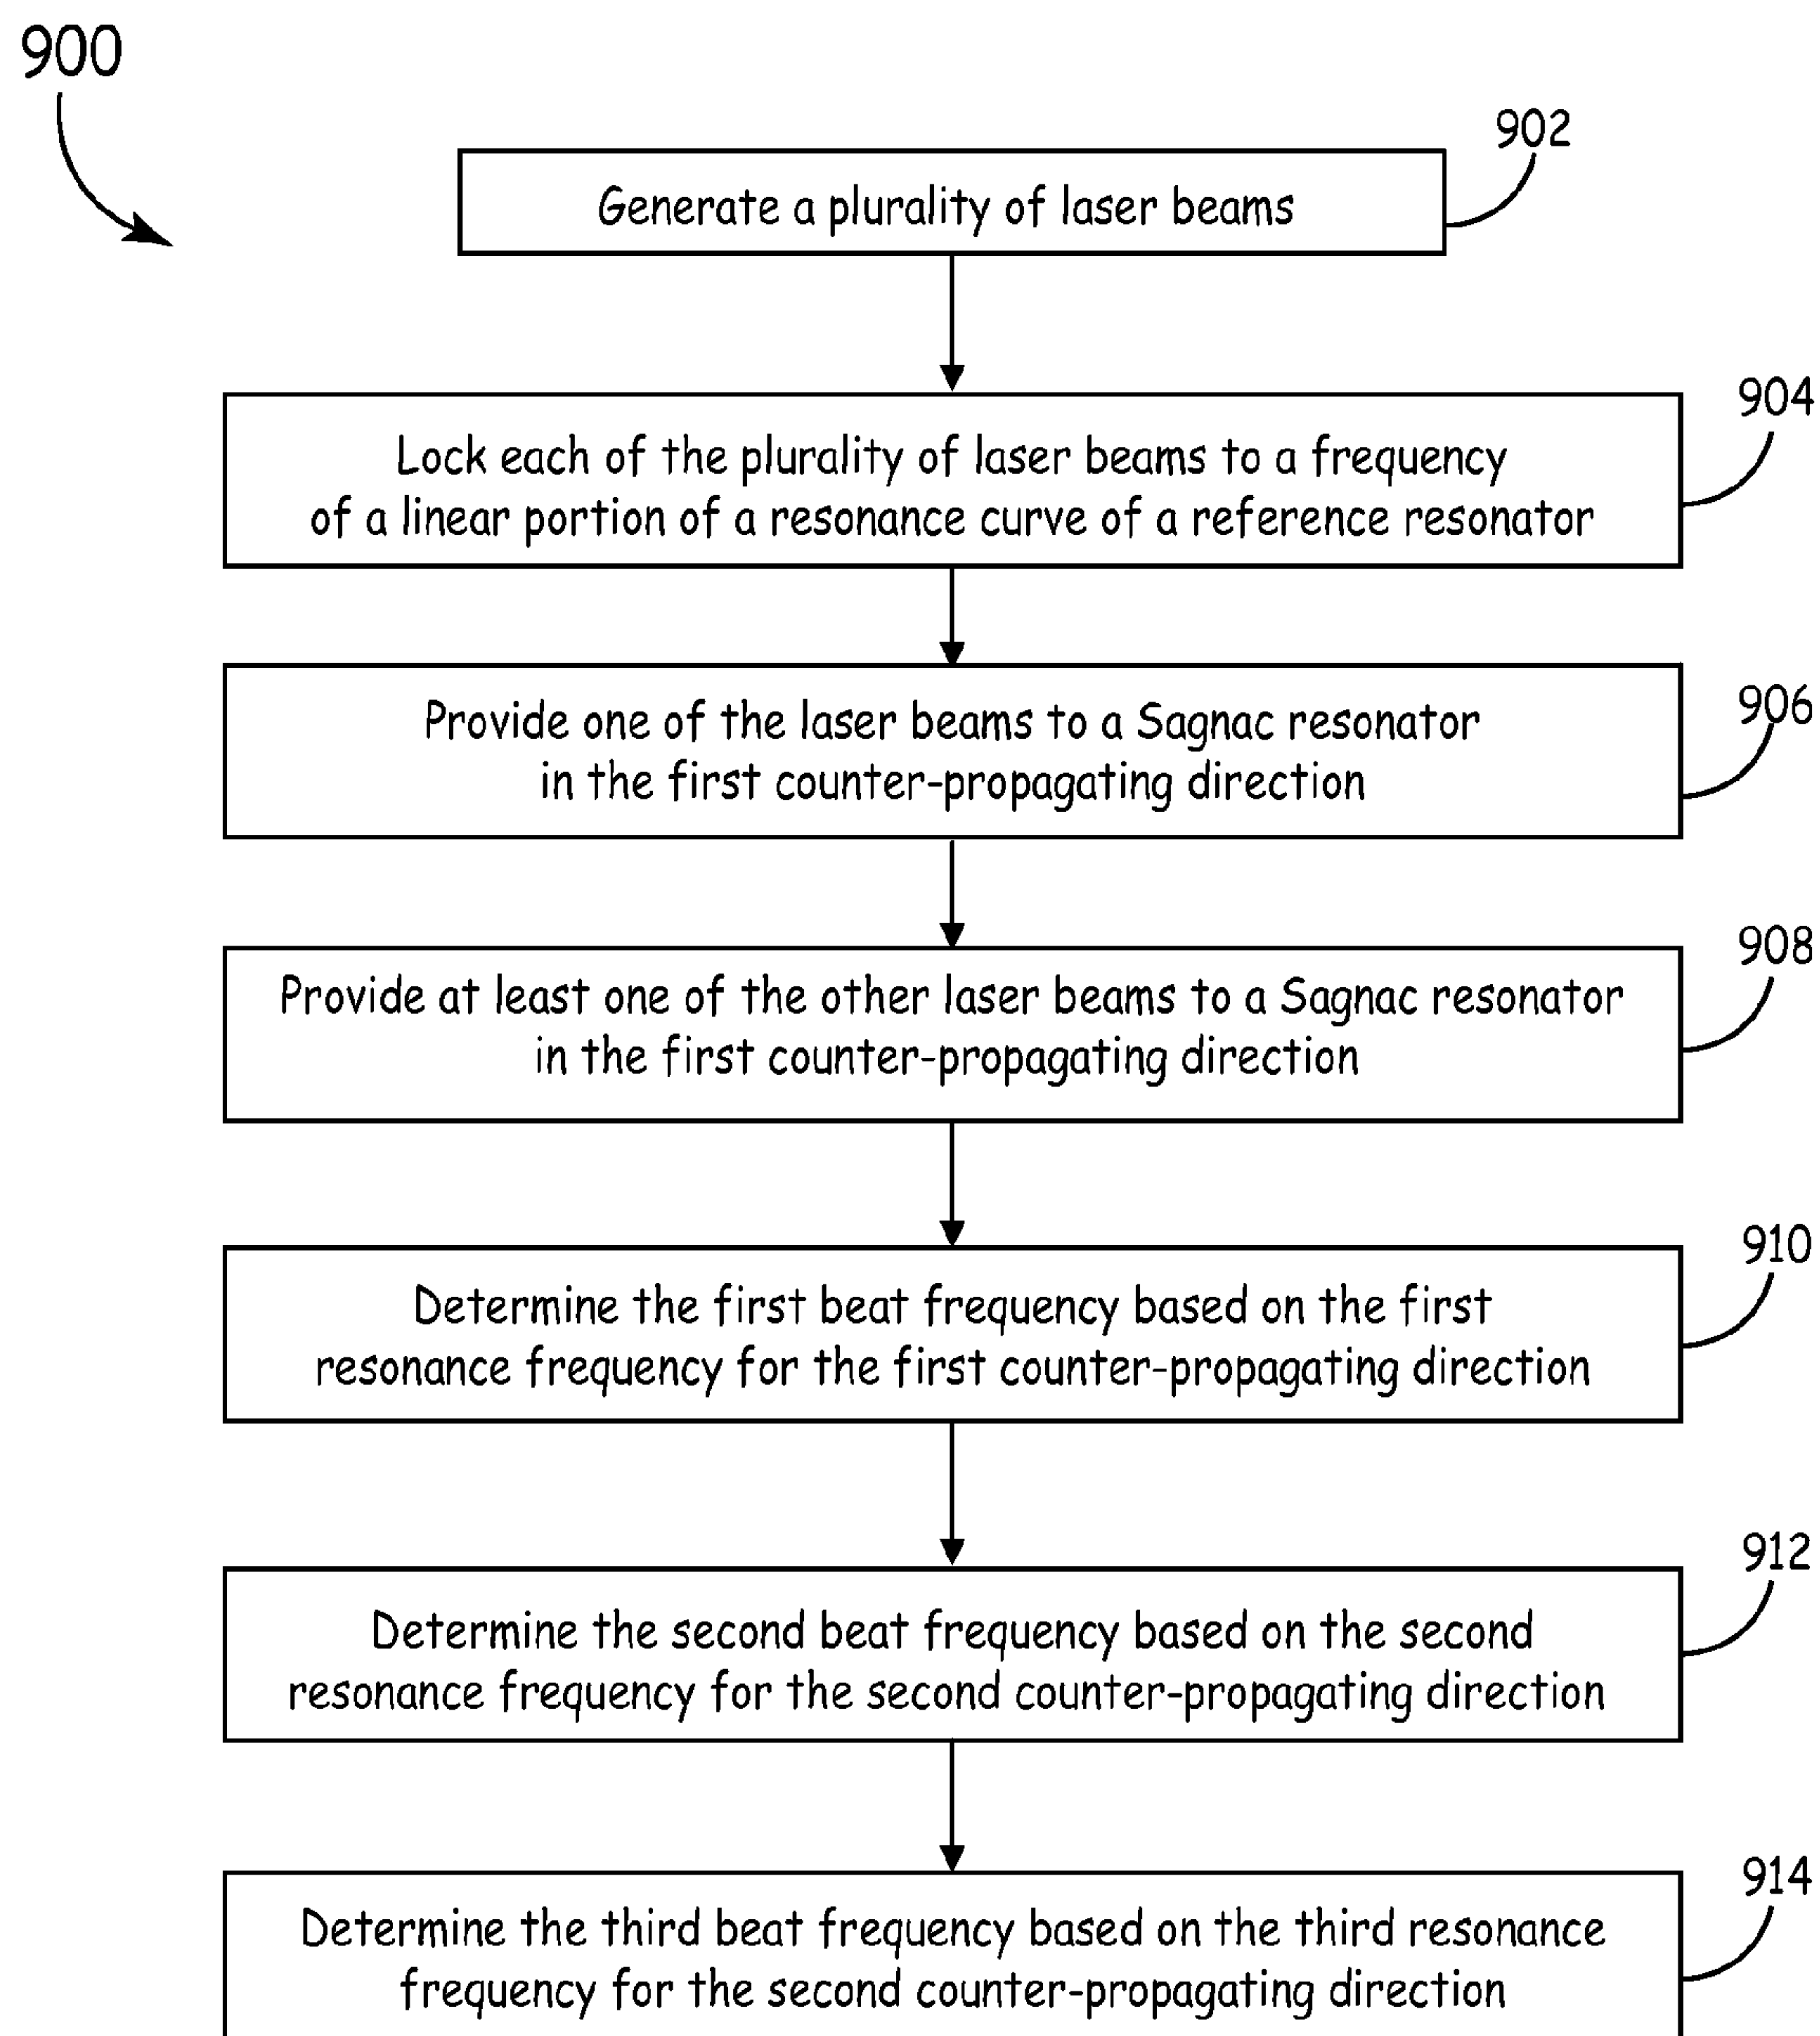 900
902
Generate a plurality of laser beams
904
Lock each of the plurality of laser beams to a frequency
of a linear portion of a resonance curve of a reference resonator
906
Provide one of the laser beams to a Sagnac resonator
in the first counter-propagating direction
908
Provide at least one of the other laser beams to a Sagnac resonator
in the first counter-propagating direction
910
Determine the first beat frequency based on the first
resonance frequency for the first counter-propagating direction
912
Determine the second beat frequency based on the second
resonance frequency for the second counter-propagating direction
914
Determine the third beat frequency based on the third resonance
frequency for the second counter-propagating direction